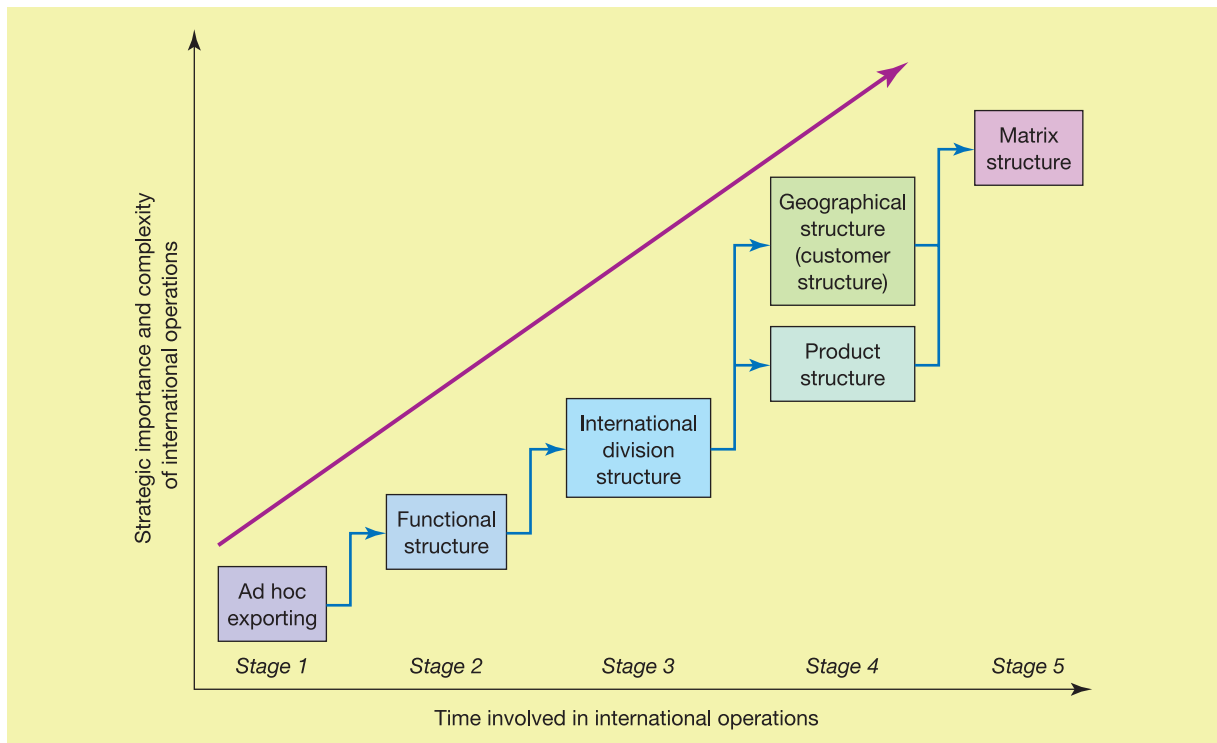 Strategic importance and complexity
of international operations
Ad hoc
exporting
Functional
structure
International
division
structure
Geographical
structure
(customer
structure)
Product
structure
Matrix
structure
Stage 1
Stage 2
Stage 3
Stage 4
Stage 5
Time involved in international operations